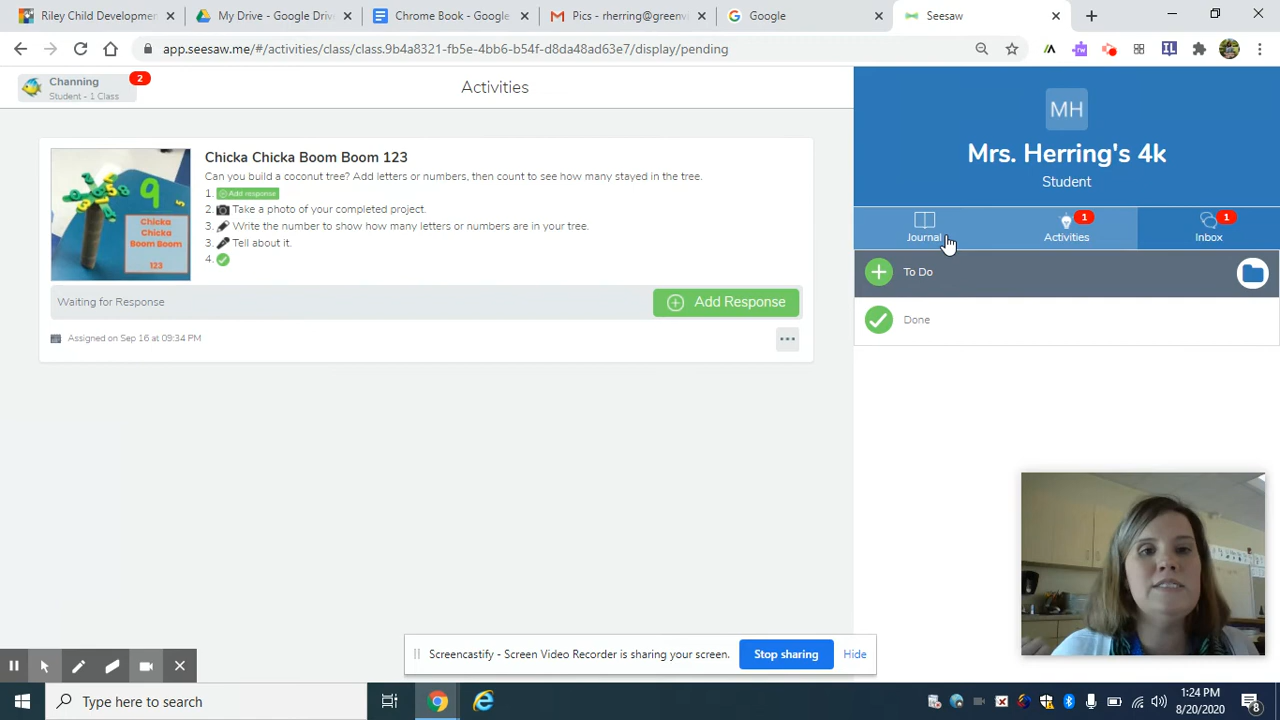 Riley Child Developmen
My Drive - Google Driv
Chrome Book - Google
Pics - rherring@greenv
Google
Seesaw
app.seesaw.me/#/activities/class/class.9b4a8321-fb5e-4bb6-b54f-d8da48ad63e7/display/pending
Channing
2
Student - 1 Class
Activities
MH
Mrs. Herring's 4k
Student
Journal
1
Activities
1
Inbox
To Do
Done
Chicka Chicka Boom Boom 123
Can you build a coconut tree? Add letters or numbers, then count to see how many stayed in the tree.
1. Add response
2. Take a photo of your completed project.
3. Write the number to show how many letters or numbers are in your tree.
3. Tell about it.
4.
9
Chicka
Chicka
Boom Boom
123
Waiting for Response
Add Response
Assigned on Sep 16 at 09:34 PM
Screencastify - Screen Video Recorder is sharing your screen.
Stop sharing
Hide
Type here to search
1:24 PM
8/20/2020
8